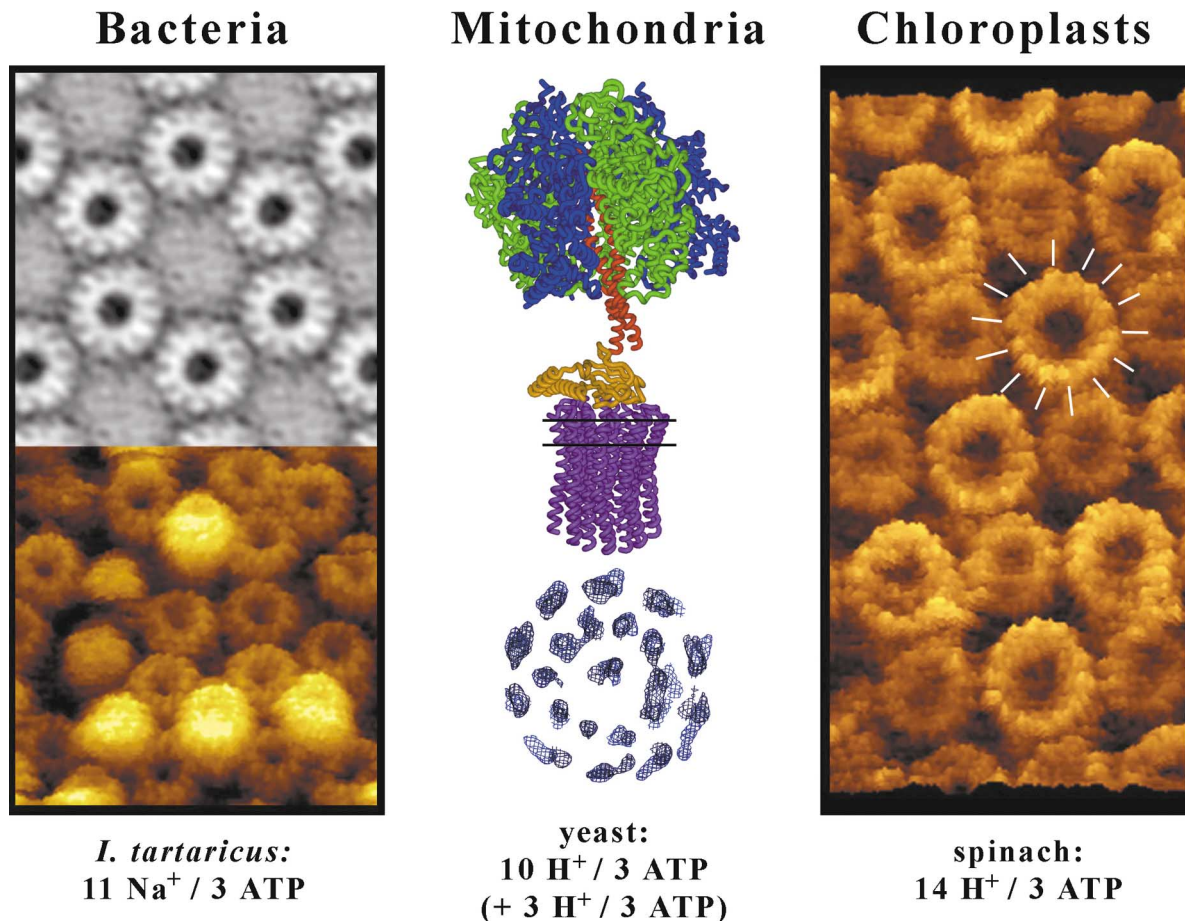 Bacteria
Mitochondria
Chloroplasts
I. tartaricus:
11 Na⁺ / 3 ATP
yeast:
10 H⁺ / 3 ATP
(+ 3 H⁺ / 3 ATP)
spinach:
14 H⁺ / 3 ATP